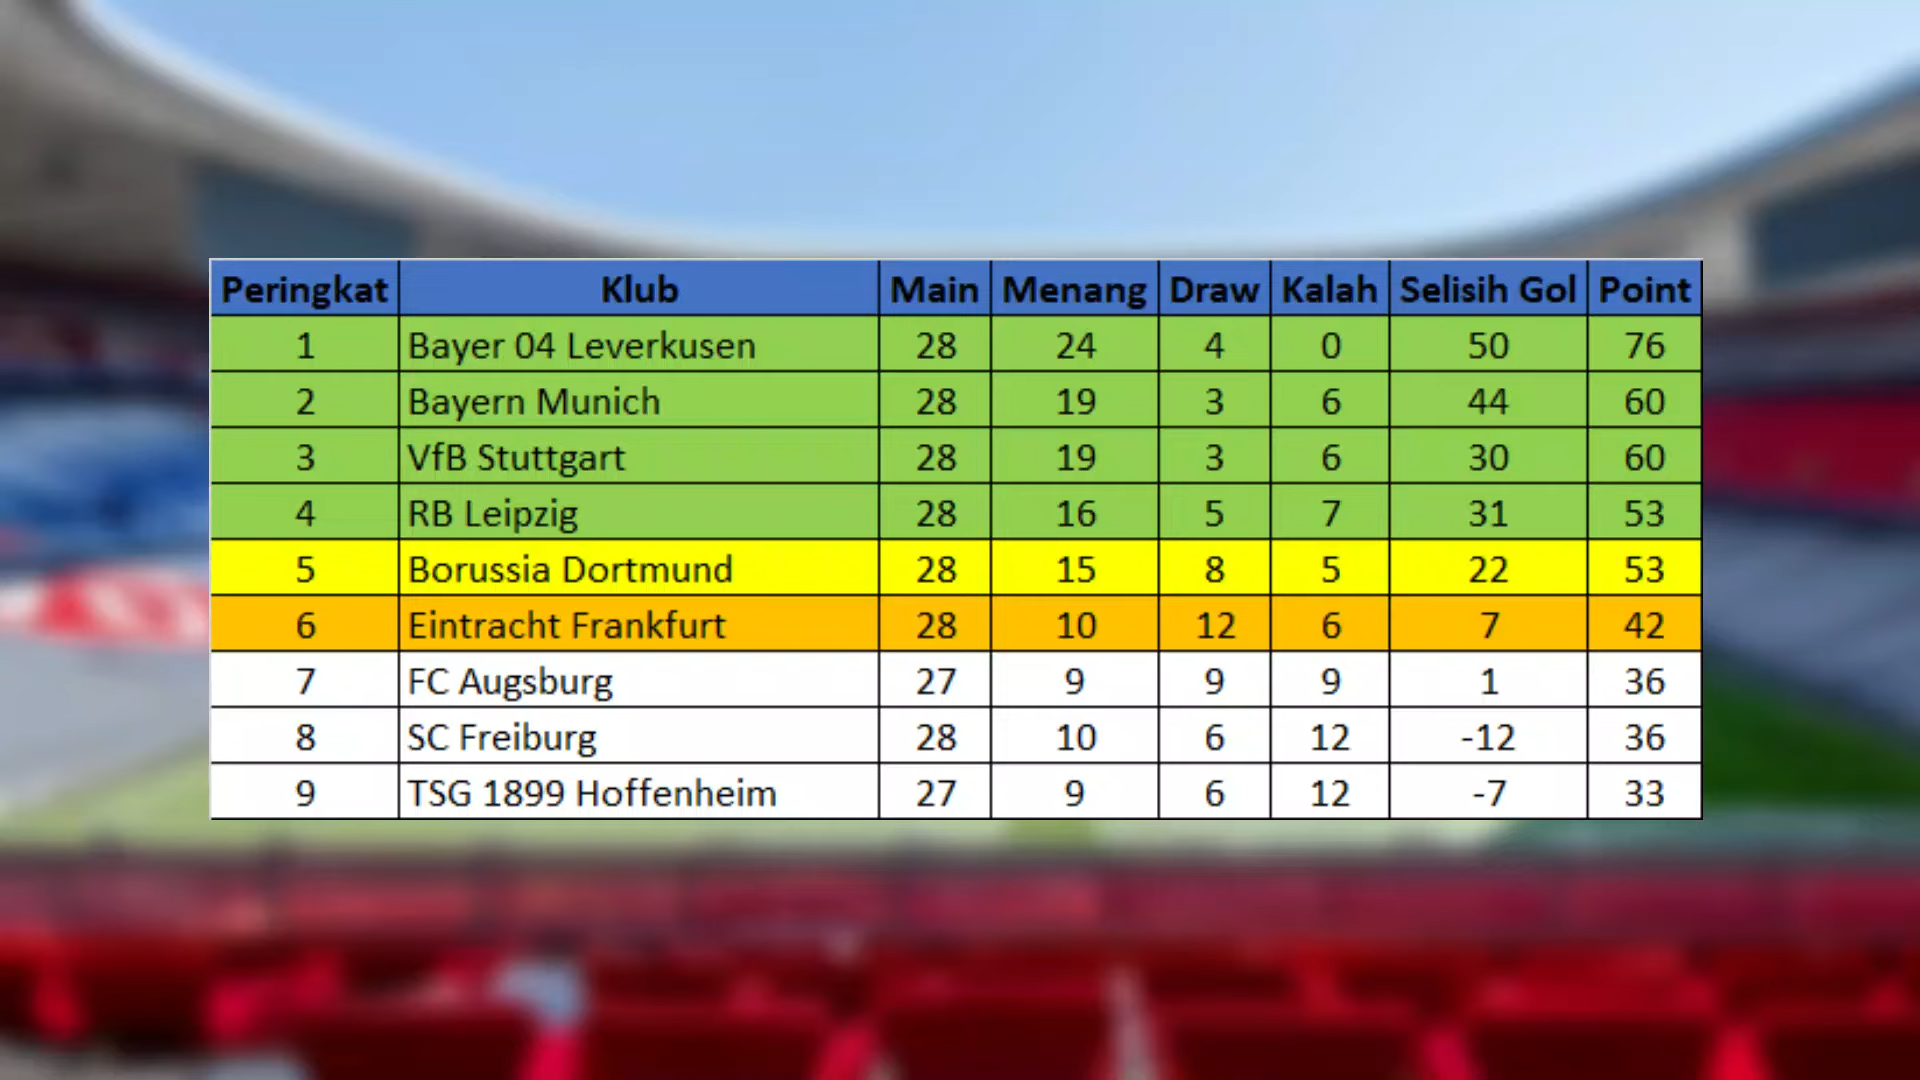 Peringkat Klub Main Menang Draw Kalah Selisih Gol Point
1 Bayer 04 Leverkusen 28 24 4 0 50 76
2 Bayern Munich 28 19 3 6 44 60
3 VfB Stuttgart 28 19 3 6 30 60
4 RB Leipzig 28 16 5 7 31 53
5 Borussia Dortmund 28 15 8 5 22 53
6 Eintracht Frankfurt 28 10 12 6 7 42
7 FC Augsburg 27 9 9 9 1 36
8 SC Freiburg 28 10 6 12 -12 36
9 TSG 1899 Hoffenheim 27 9 6 12 -7 33